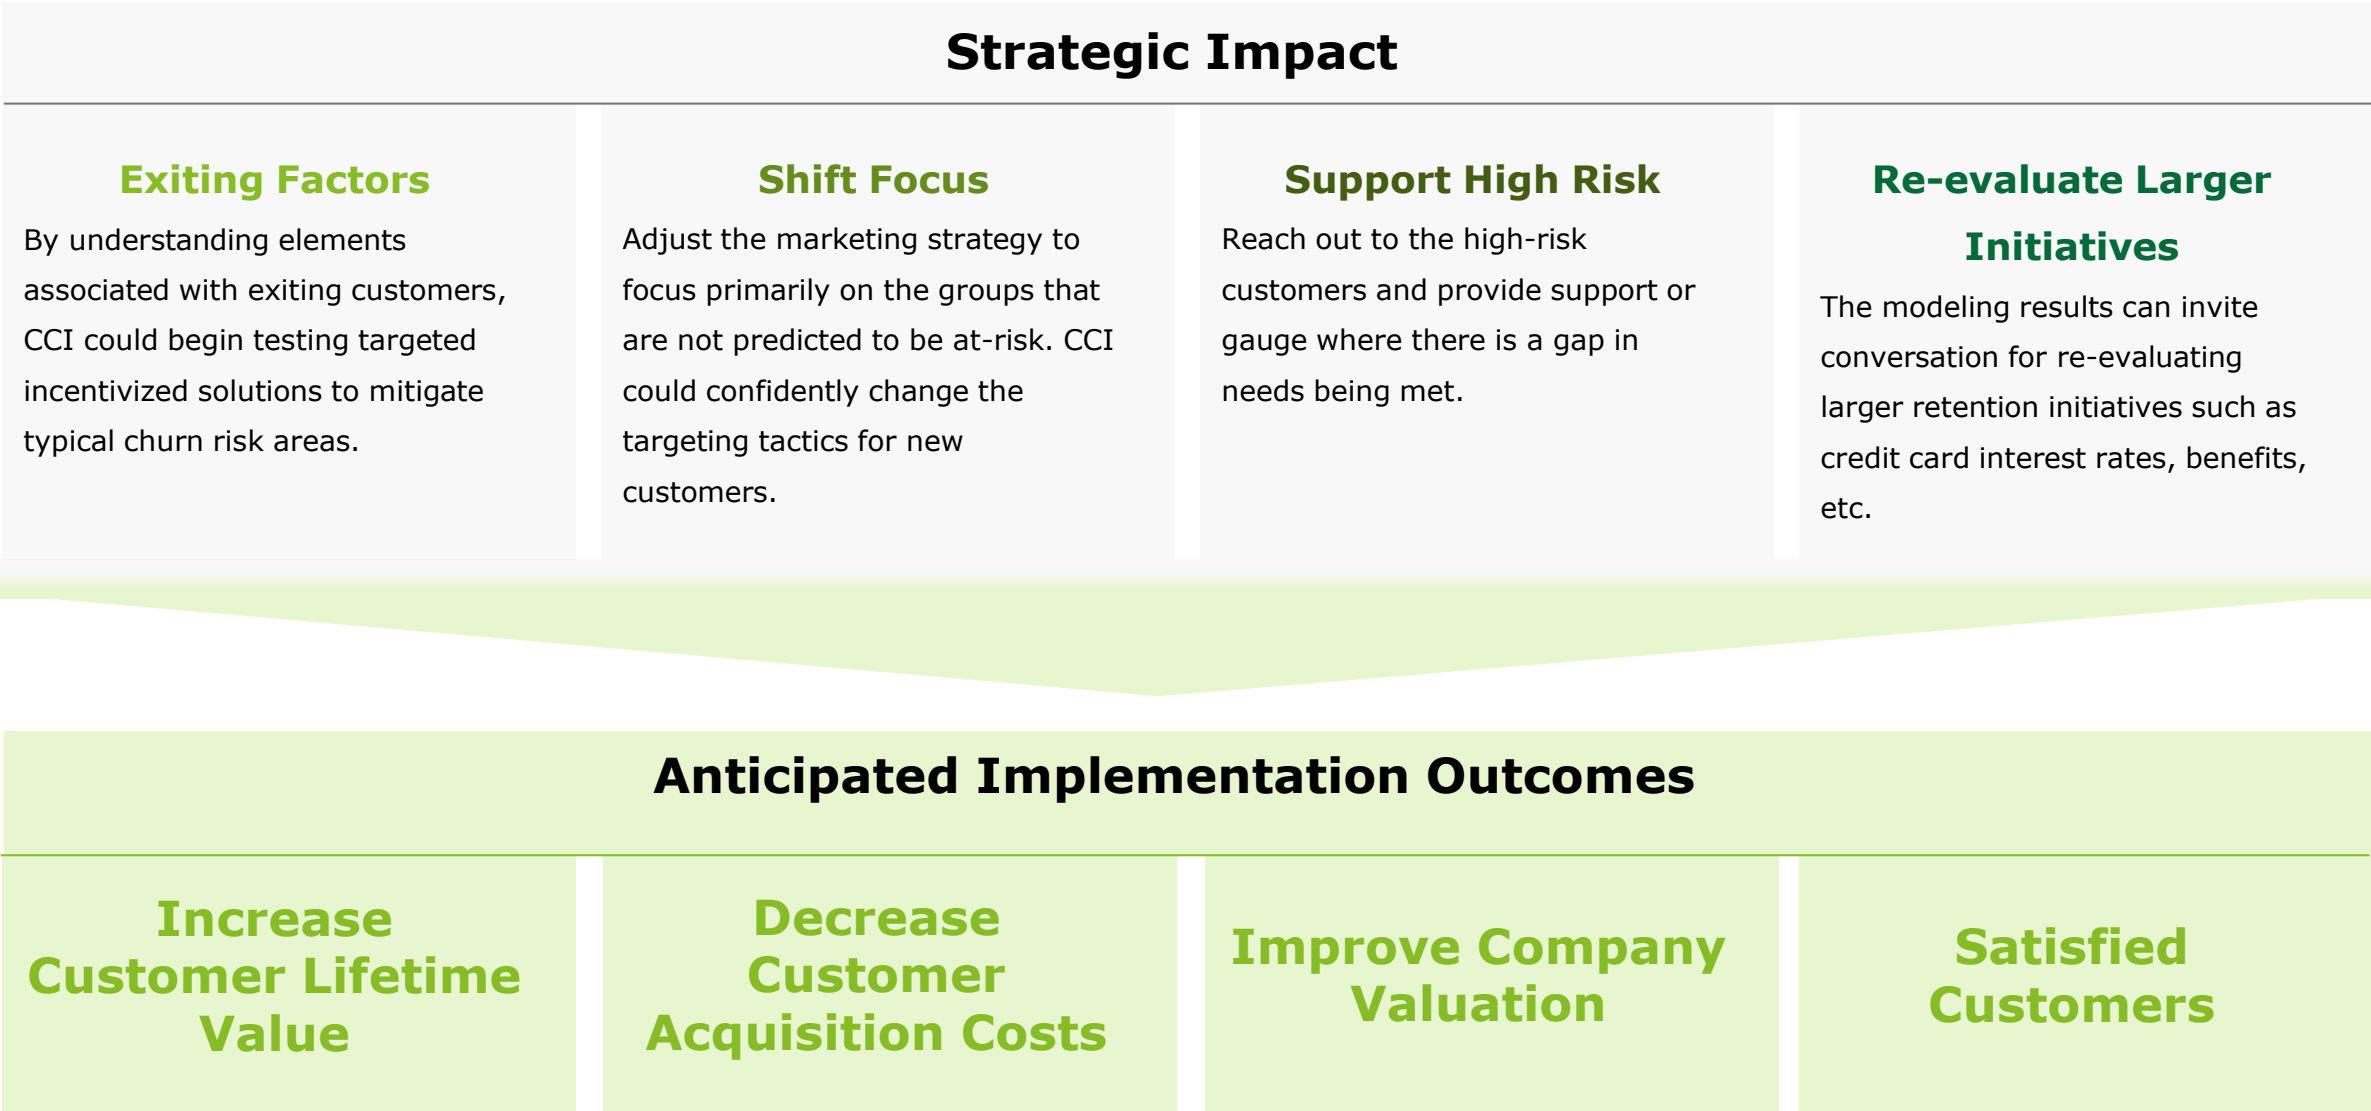 Strategic Impact
Exiting Factors
By understanding elements
associated with exiting customers,
CCI could begin testing targeted
incentivized solutions to mitigate
typical churn risk areas.
Shift Focus
Adjust the marketing strategy to
focus primarily on the groups that
are not predicted to be at-risk. CCI
could confidently change the
targeting tactics for new
customers.
Support High Risk
Reach out to the high-risk
customers and provide support or
gauge where there is a gap in
needs being met.
Re-evaluate Larger
Initiatives
The modeling results can invite
conversation for re-evaluating
larger retention initiatives such as
credit card interest rates, benefits,
etc.
Anticipated Implementation Outcomes
Increase
Customer Lifetime
Value
Decrease
Customer
Acquisition Costs
Improve Company
Valuation
Satisfied
Customers